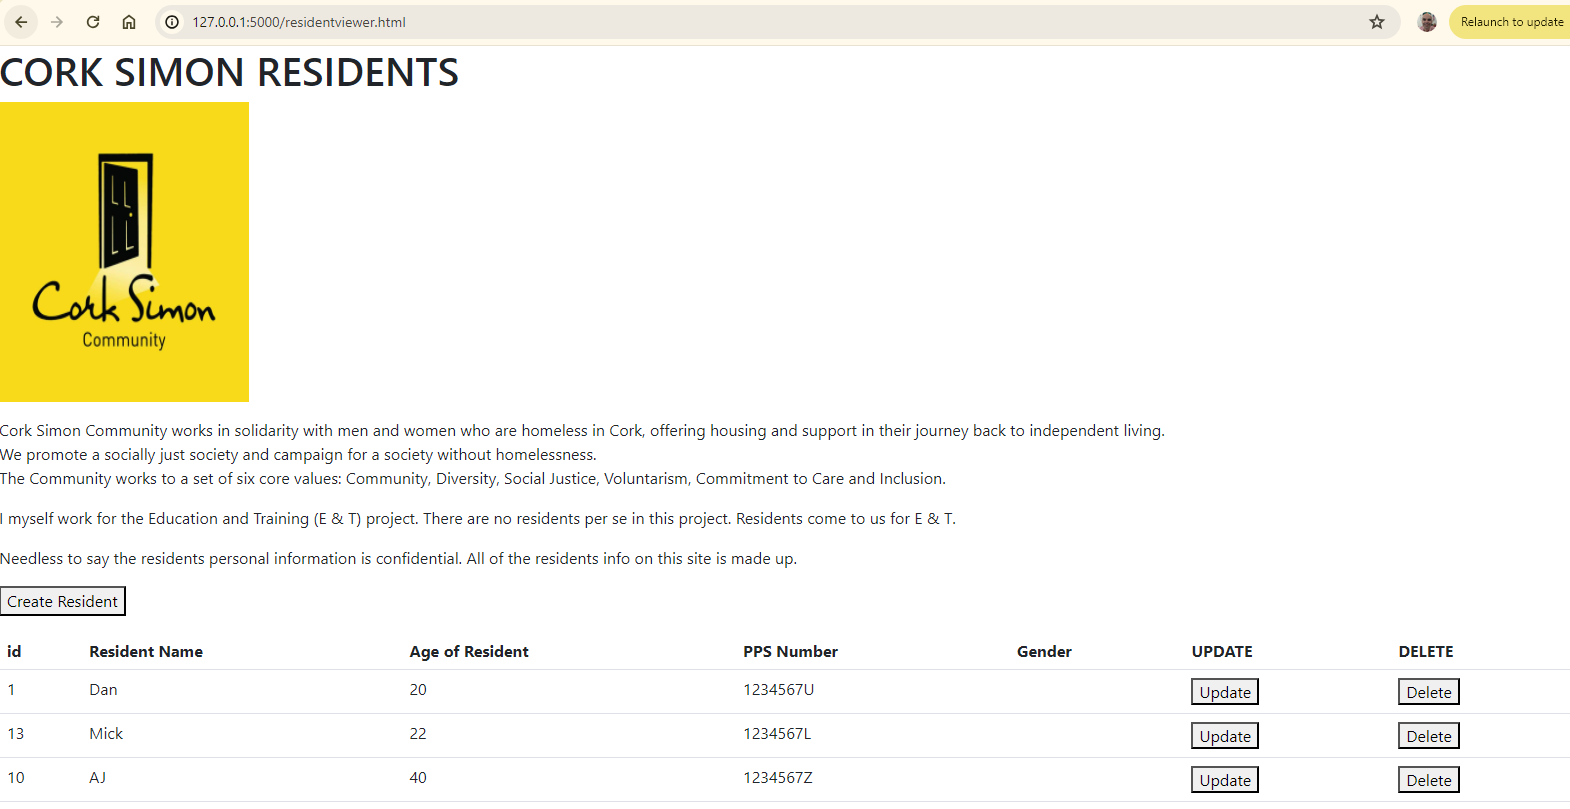 127.0.0.1:5000/residentviewer.html
Relaunch to update
CORK SIMON RESIDENTS
Cork Simon
Community
Cork Simon Community works in solidarity with men and women who are homeless in Cork, offering housing and support in their journey back to independent living.
We promote a socially just society and campaign for a society without homelessness.
The Community works to a set of six core values: Community, Diversity, Social Justice, Voluntarism, Commitment to Care and Inclusion.
I myself work for the Education and Training (E & T) project. There are no residents per se in this project. Residents come to us for E & T.
Needless to say the residents personal information is confidential. All of the residents info on this site is made up.
Create Resident
id Resident Name Age of Resident PPS Number Gender UPDATE DELETE
1 Dan 20 1234567U Update Delete
13 Mick 22 1234567L Update Delete
10 AJ 40 1234567Z Update Delete